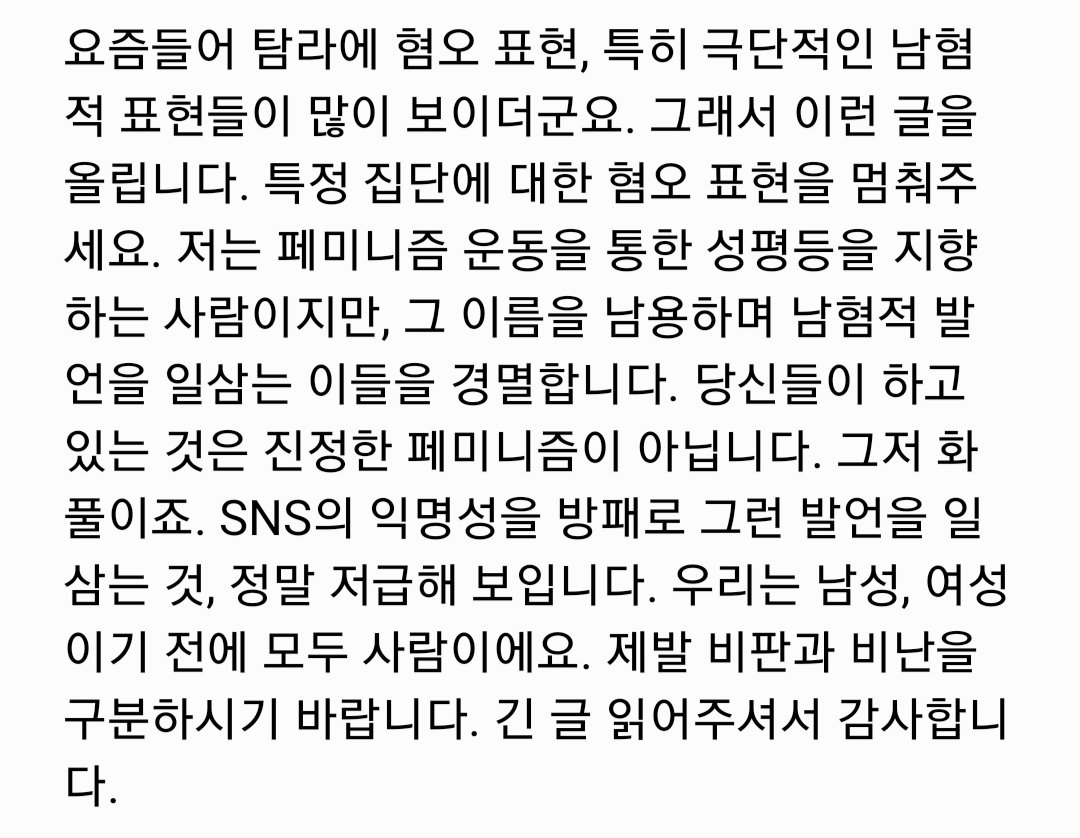 요즘들어 탐라에 혐오 표현, 특히 극단적인 남혐
적 표현들이 많이 보이더군요. 그래서 이런 글을
올립니다. 특정 집단에 대한 혐오 표현을 멈춰주
세요. 저는 페미니즘 운동을 통한 성평등을 지향
하는 사람이지만, 그 이름을 남용하며 남혐적 발
언을 일삼는 이들을 경멸합니다. 당신들이 하고
있는 것은 진정한 페미니즘이 아닙니다. 그저 화
풀이죠. SNS의 익명성을 방패로 그런 발언을 일
삼는 것, 정말 저급해 보입니다. 우리는 남성, 여성
이기 전에 모두 사람이에요. 제발 비판과 비난을
구분하시기 바랍니다. 긴 글 읽어주셔서 감사합니
다.